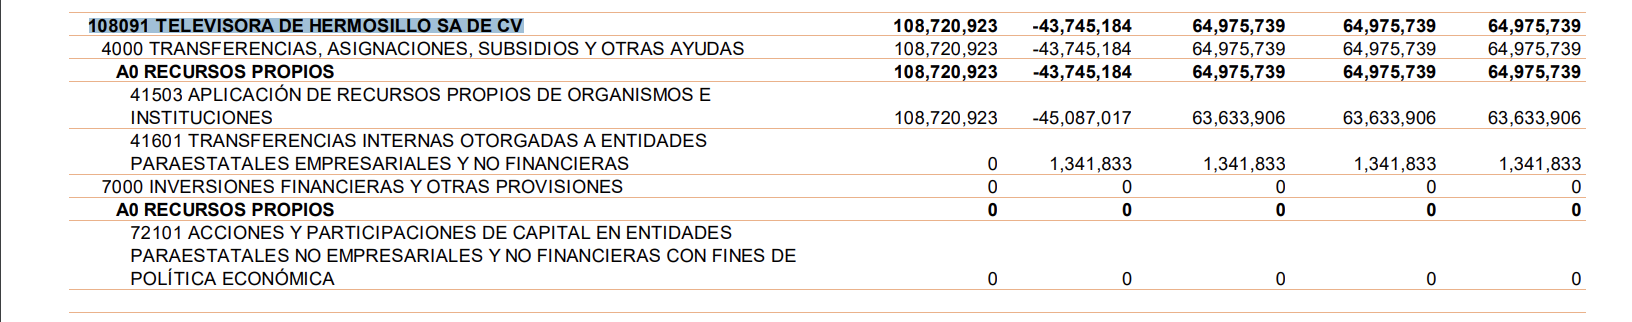 108091 TELEVISORA DE HERMOSILLO SA DE CV 108,720,923 -43,745,184 64,975,739 64,975,739 64,975,739
4000 TRANSFERENCIAS, ASIGNACIONES, SUBSIDIOS Y OTRAS AYUDAS 108,720,923 -43,745,184 64,975,739 64,975,739 64,975,739
A0 RECURSOS PROPIOS 108,720,923 -43,745,184 64,975,739 64,975,739 64,975,739
41503 APLICACIÓN DE RECURSOS PROPIOS DE ORGANISMOS E
INSTITUCIONES 108,720,923 -45,087,017 63,633,906 63,633,906 63,633,906
41601 TRANSFERENCIAS INTERNAS OTORGADAS A ENTIDADES
PARAESTATALES EMPRESARIALES Y NO FINANCIERAS 0 1,341,833 1,341,833 1,341,833 1,341,833
7000 INVERSIONES FINANCIERAS Y OTRAS PROVISIONES 0 0 0 0 0
A0 RECURSOS PROPIOS 0 0 0 0 0
72101 ACCIONES Y PARTICIPACIONES DE CAPITAL EN ENTIDADES
PARAESTATALES NO EMPRESARIALES Y NO FINANCIERAS CON FINES DE
POLÍTICA ECONÓMICA 0 0 0 0 0